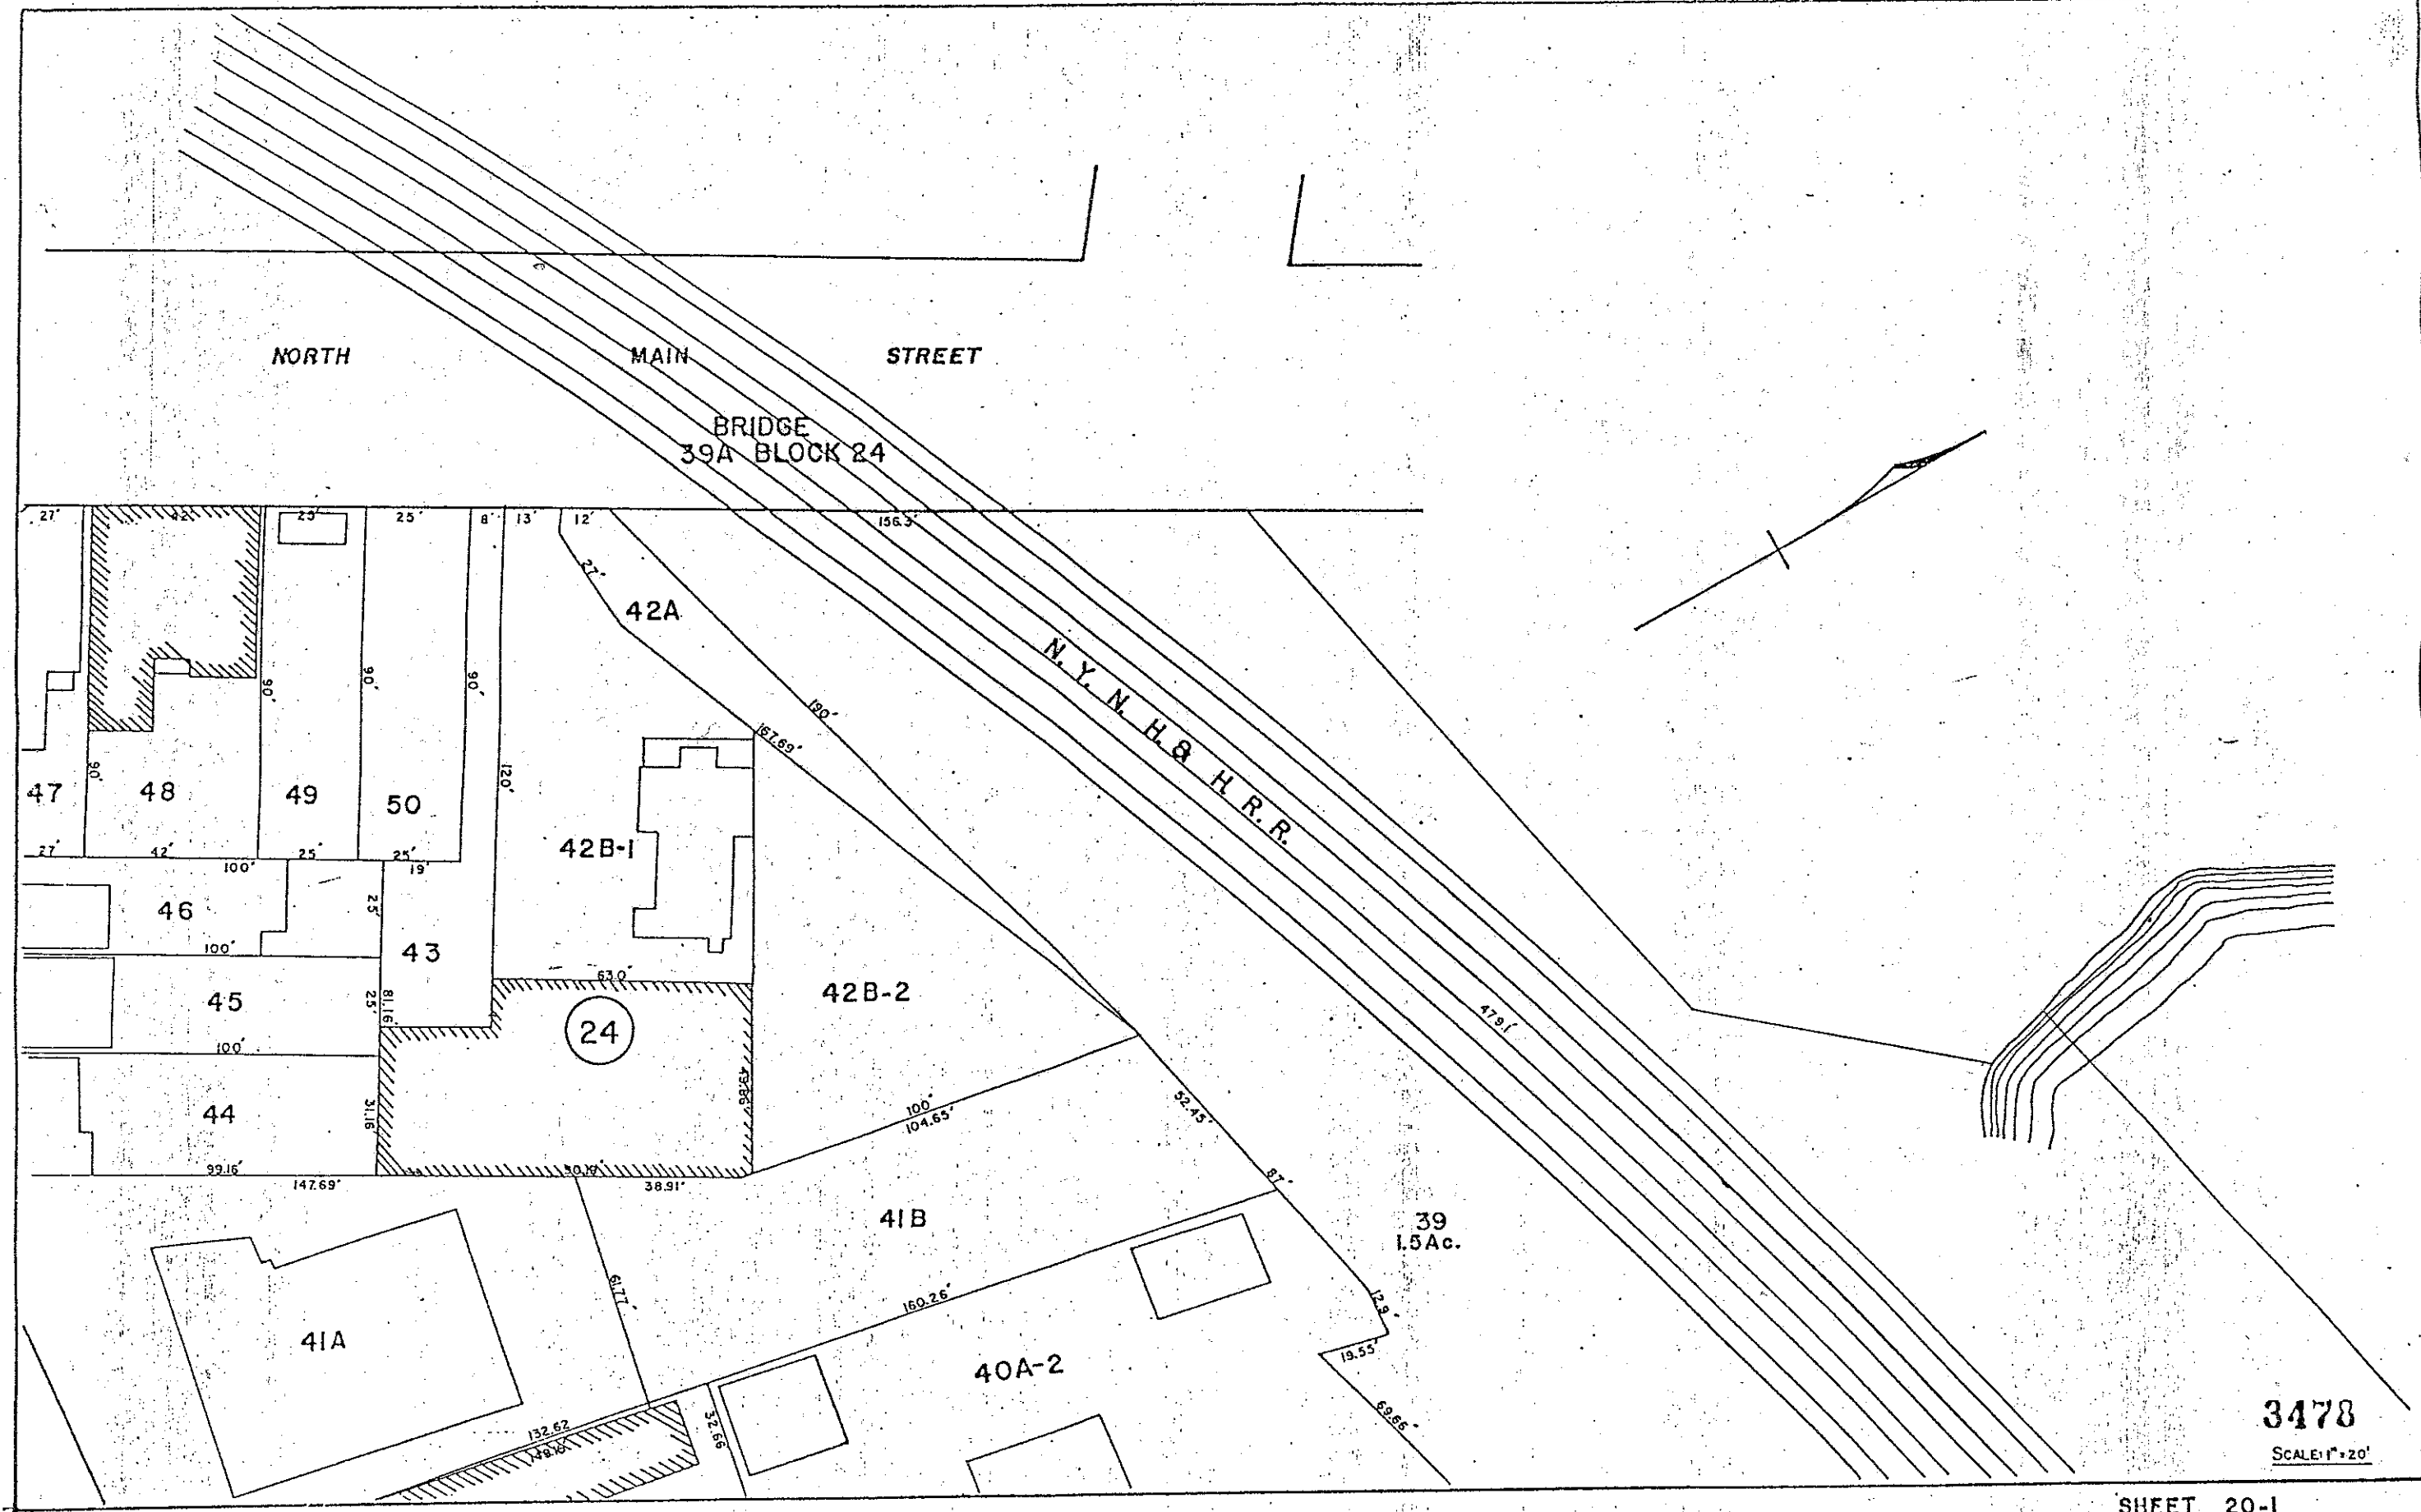 NORTH MAIN STREET
BRIDGE
39A BLOCK 24
27' 42' 25' 25' 8' 13' 12' 156.3'
27'
42A
N. Y. N. H. & H. R. R.
90' 90' 90'
190'
167.69'
90'
120'
47 48 49 50
42B-1
27' 42' 25' 25'
100' 19'
46
25'
43
100'
63.0'
45
25'
81.16'
24
42B-2
479.1'
100'
49.86'
44
31.16'
100'
104.65'
52.45'
99.16'
147.69'
38.91'
87'
41B
39
1.5Ac.
61.77'
160.26'
12.9'
41A
19.55'
40A-2
132.62
32.66
69.66'
3478
SCALE: 1"=20'
SHEET 20-1